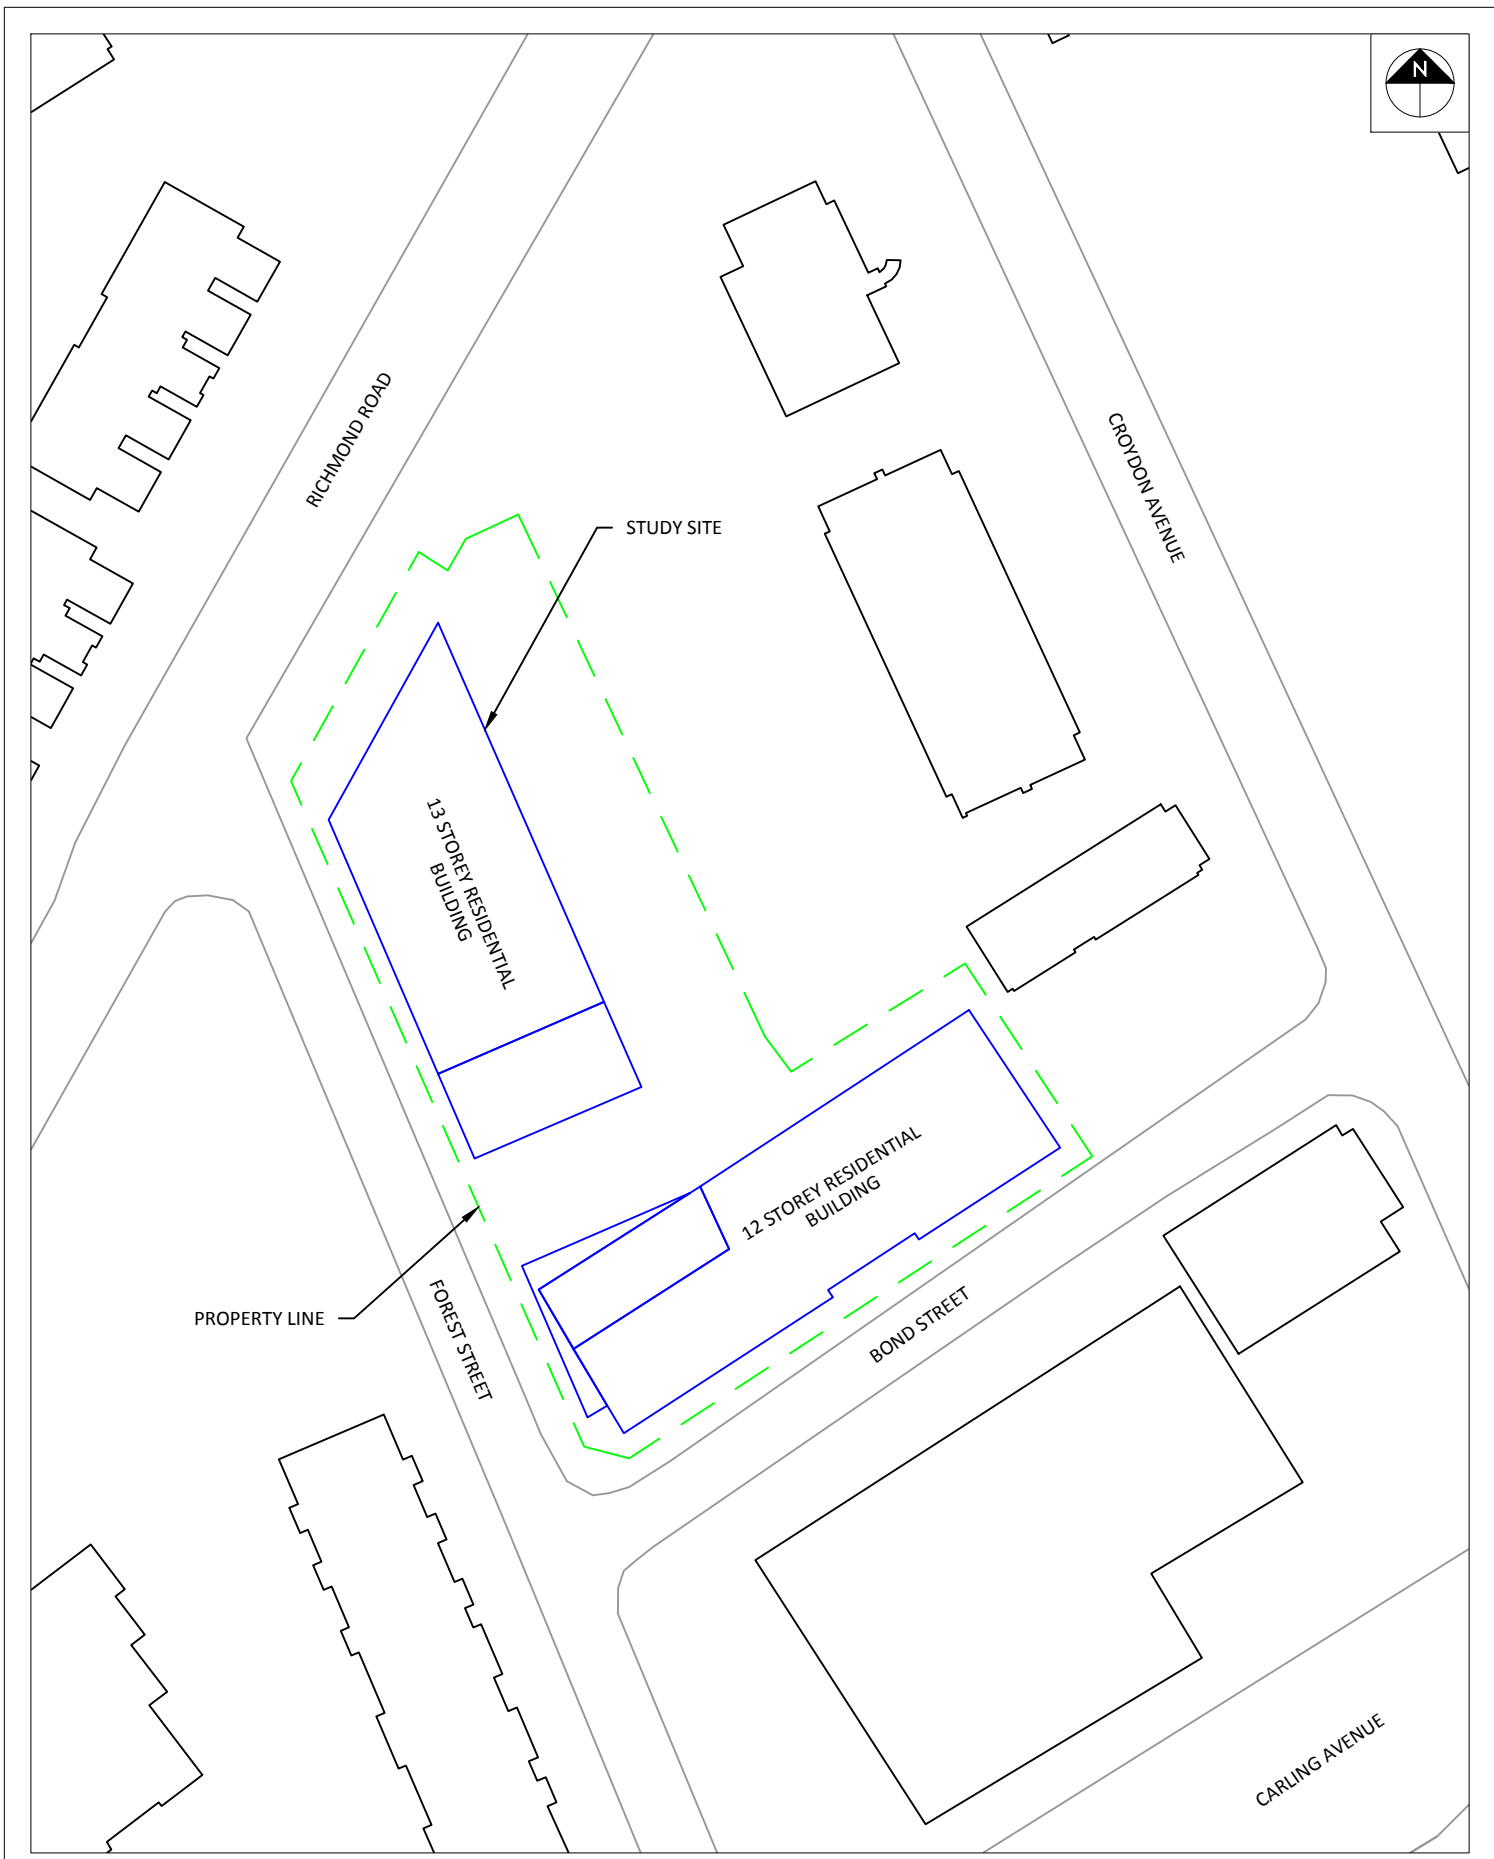 N
RICHMOND ROAD
CROYDON AVENUE
STUDY SITE
13 STOREY RESIDENTIAL
BUILDING
12 STOREY RESIDENTIAL
BUILDING
PROPERTY LINE
FOREST STREET
BOND STREET
CARLING AVENUE